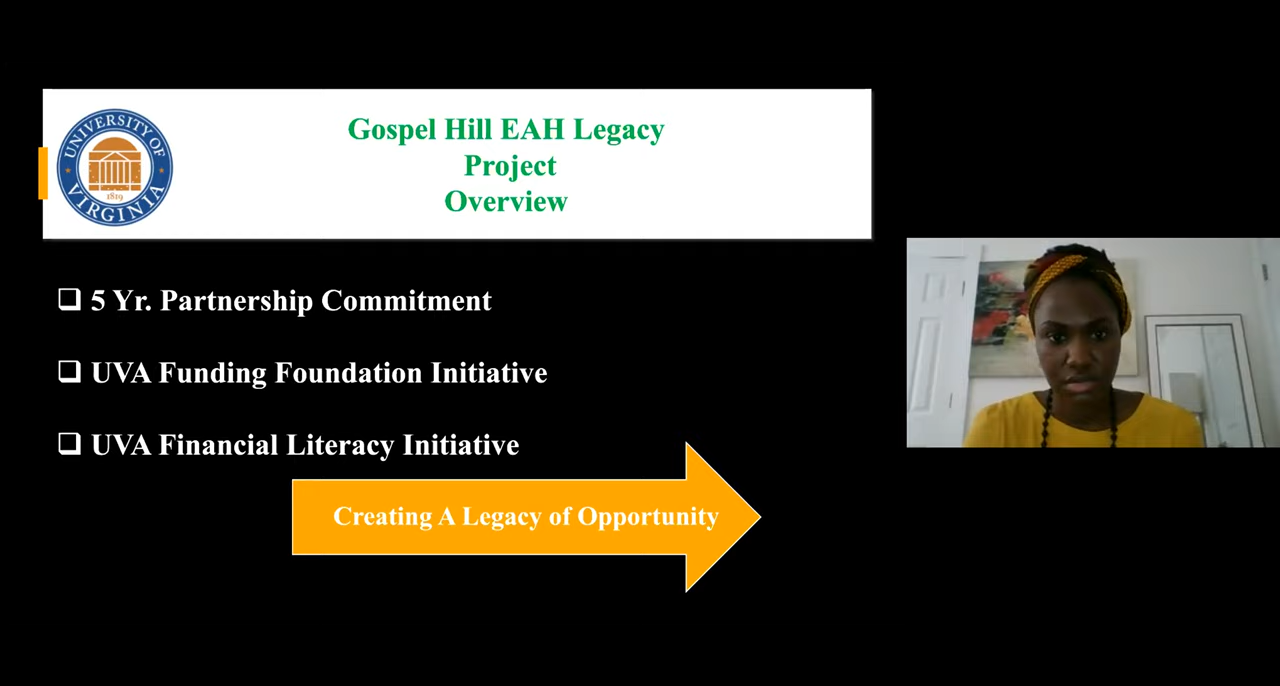 UNIVERSITY OF
VIRGINIA
1819
Gospel Hill EAH Legacy
Project
Overview
5 Yr. Partnership Commitment
UVA Funding Foundation Initiative
UVA Financial Literacy Initiative
Creating A Legacy of Opportunity